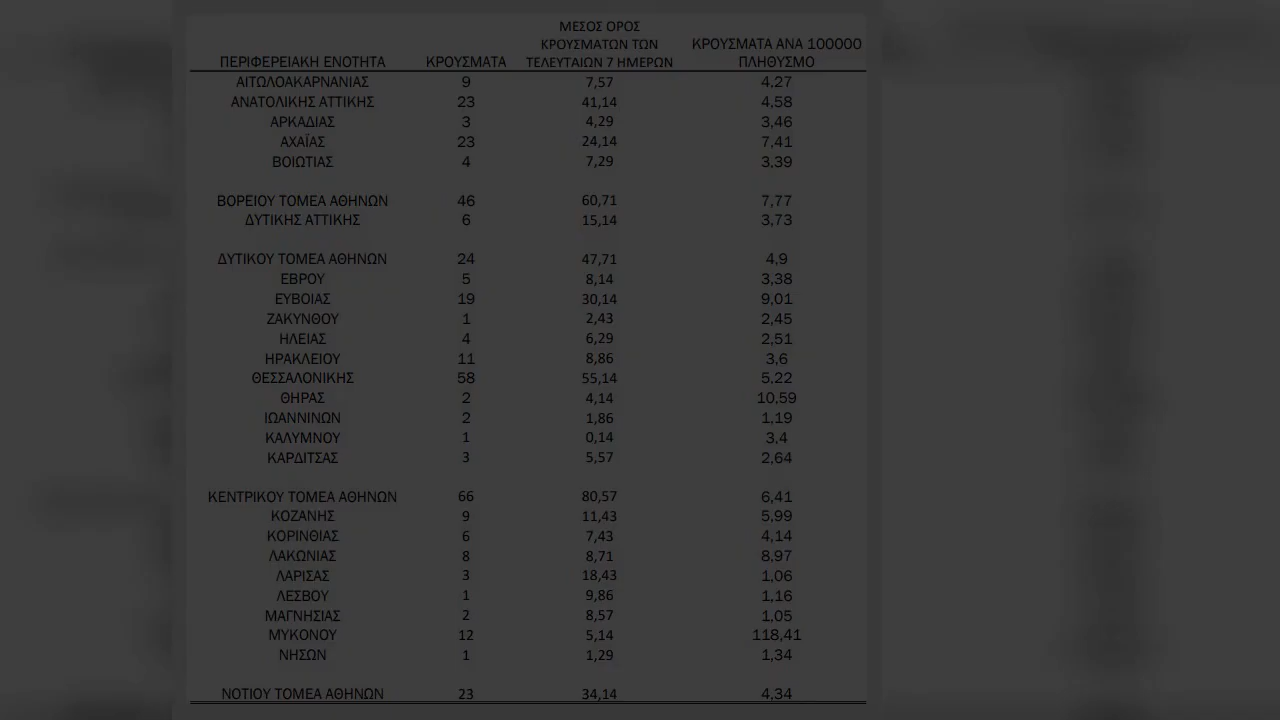 ΠΕΡΙΦΕΡΕΙΑΚΗ ΕΝΟΤΗΤΑ ΚΡΟΥΣΜΑΤΑ ΜΕΣΟΣ ΟΡΟΣ ΚΡΟΥΣΜΑΤΩΝ ΤΩΝ ΤΕΛΕΥΤΑΙΩΝ 7 ΗΜΕΡΩΝ ΚΡΟΥΣΜΑΤΑ ΑΝΑ 100000 ΠΛΗΘΥΣΜΟ
ΑΙΤΩΛΟΑΚΑΡΝΑΝΙΑΣ 9 7,57 4,27
ΑΝΑΤΟΛΙΚΗΣ ΑΤΤΙΚΗΣ 23 41,14 4,58
ΑΡΚΑΔΙΑΣ 3 4,29 3,46
ΑΧΑΪΑΣ 23 24,14 7,41
ΒΟΙΩΤΙΑΣ 4 7,29 3,39
ΒΟΡΕΙΟΥ ΤΟΜΕΑ ΑΘΗΝΩΝ 46 60,71 7,77
ΔΥΤΙΚΗΣ ΑΤΤΙΚΗΣ 6 15,14 3,73
ΔΥΤΙΚΟΥ ΤΟΜΕΑ ΑΘΗΝΩΝ 24 47,71 4,9
ΕΒΡΟΥ 5 8,14 3,38
ΕΥΒΟΙΑΣ 19 30,14 9,01
ΖΑΚΥΝΘΟΥ 1 2,43 2,45
ΗΛΕΙΑΣ 4 6,29 2,51
ΗΡΑΚΛΕΙΟΥ 11 8,86 3,6
ΘΕΣΣΑΛΟΝΙΚΗΣ 58 55,14 5,22
ΘΗΡΑΣ 2 4,14 10,59
ΙΩΑΝΝΙΝΩΝ 2 1,86 1,19
ΚΑΛΥΜΝΟΥ 1 0,14 3,4
ΚΑΡΔΙΤΣΑΣ 3 5,57 2,64
ΚΕΝΤΡΙΚΟΥ ΤΟΜΕΑ ΑΘΗΝΩΝ 66 80,57 6,41
ΚΟΖΑΝΗΣ 9 11,43 5,99
ΚΟΡΙΝΘΙΑΣ 6 7,43 4,14
ΛΑΚΩΝΙΑΣ 8 8,71 8,97
ΛΑΡΙΣΑΣ 3 18,43 1,06
ΛΕΣΒΟΥ 1 9,86 1,16
ΜΑΓΝΗΣΙΑΣ 2 8,57 1,05
ΜΥΚΟΝΟΥ 12 5,14 118,41
ΝΗΣΩΝ 1 1,29 1,34
ΝΟΤΙΟΥ ΤΟΜΕΑ ΑΘΗΝΩΝ 23 34,14 4,34